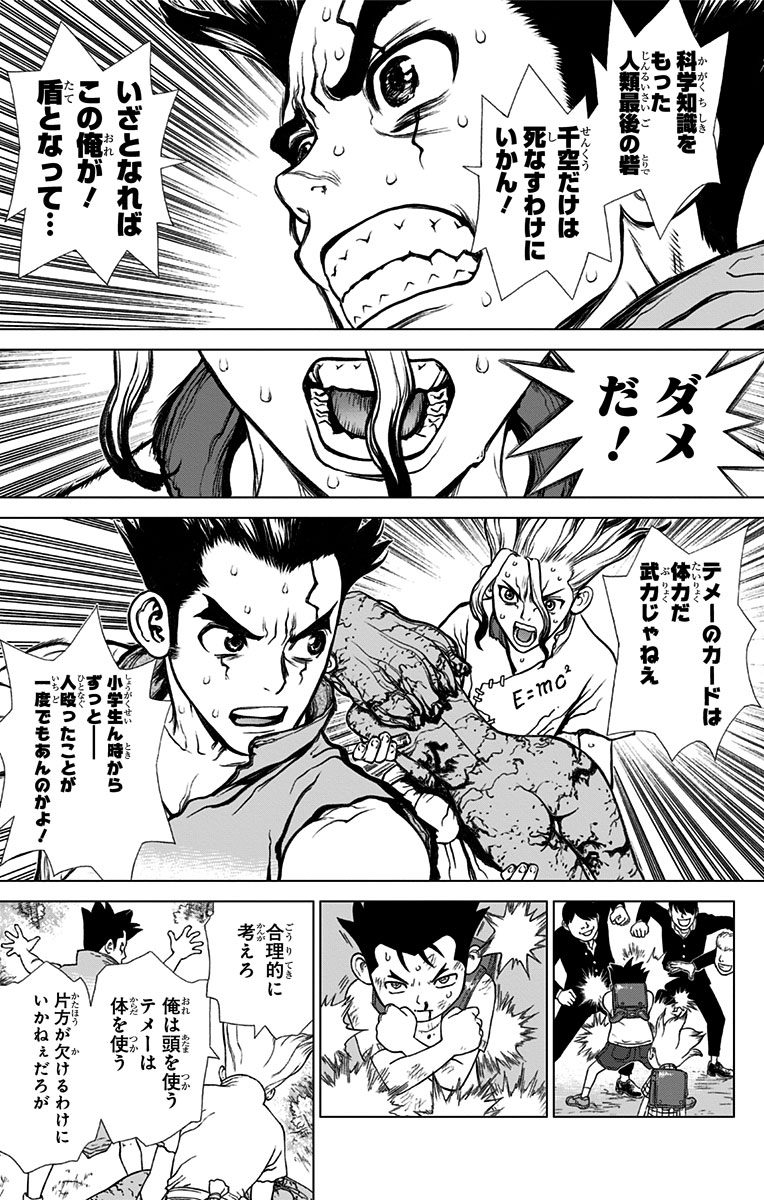 科学知識を
もった
人類最後の砦
千空だけは
死なすわけに
いかん！
いざとなれば
この俺が！
盾となって…
ダメ
だ！
テメーのカードは
体力だ
武力じゃねえ
E=mc²
小学生ん時から
ずっと──
人殴ったことが
一度でもあんのかよ！
合理的に
考えろ
俺は頭を使う
テメーは
体を使う
片方が欠けるわけに
いかねぇだろが